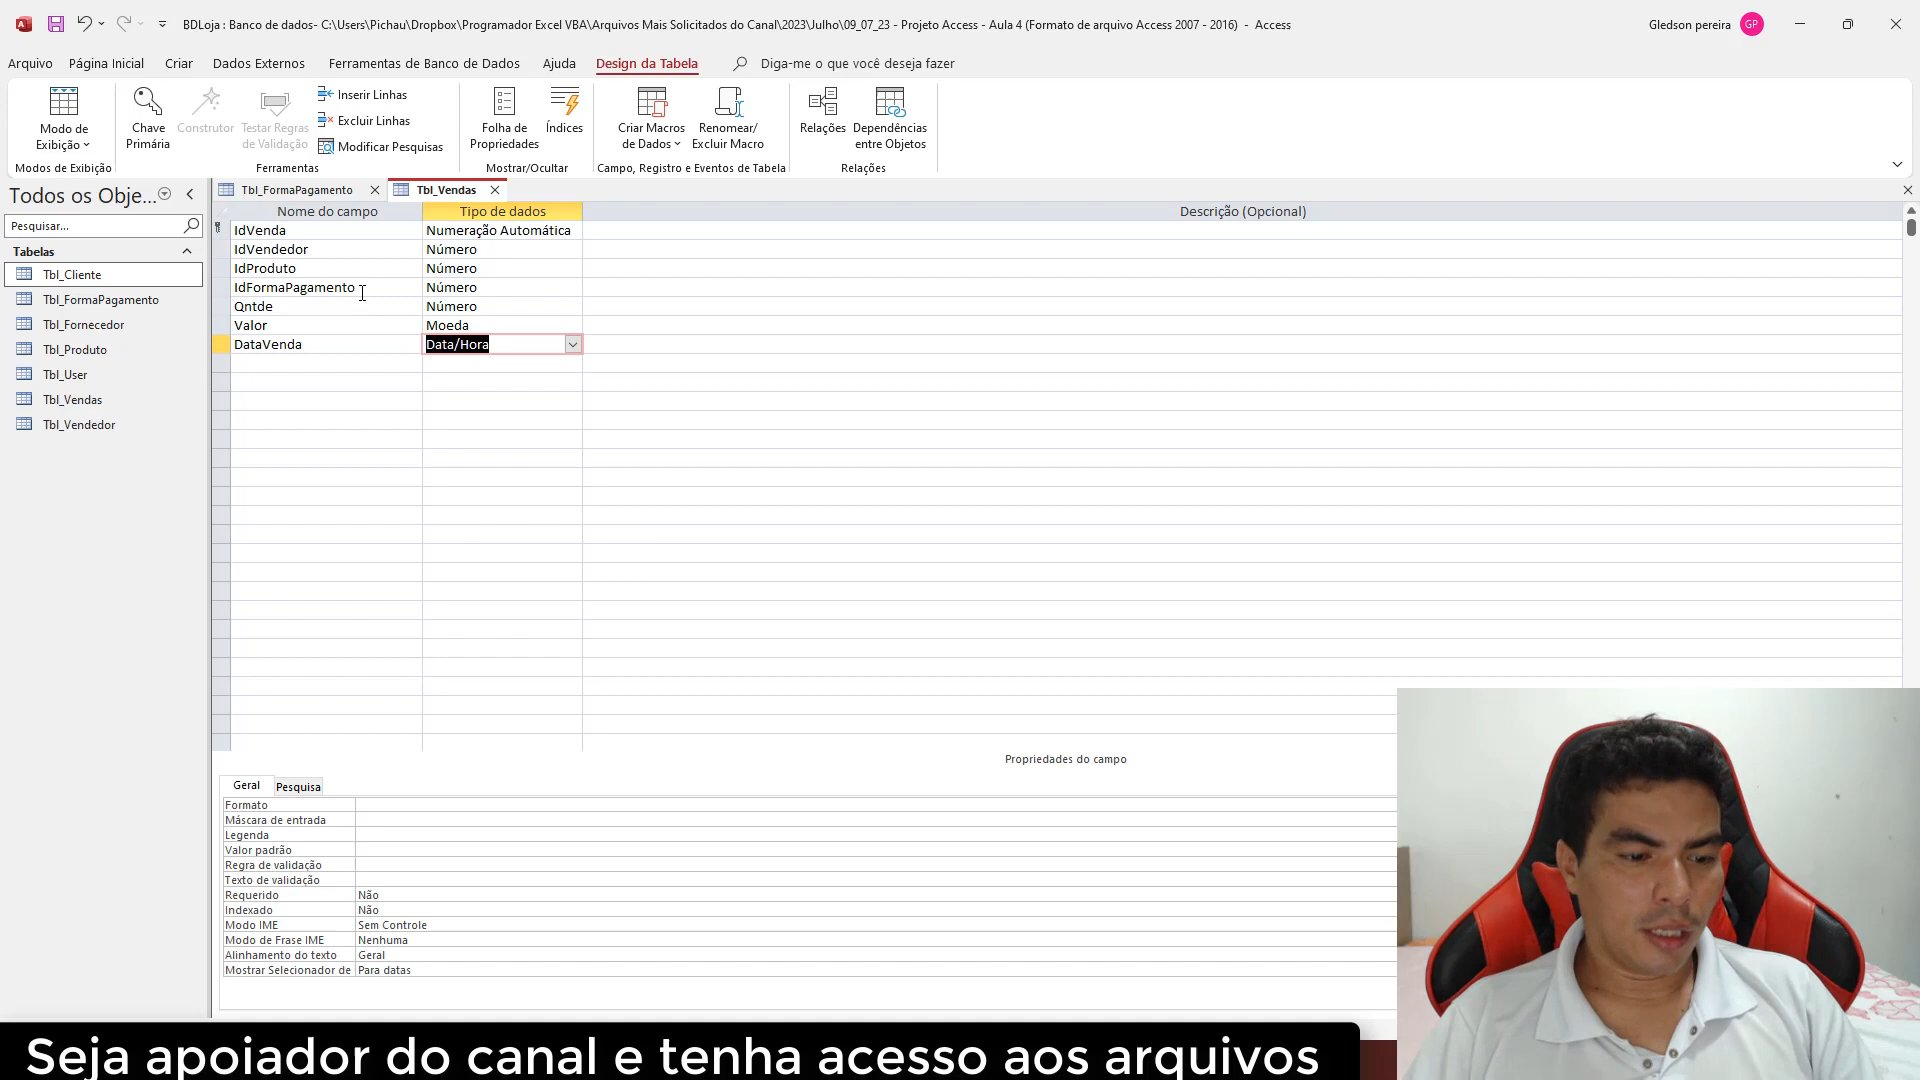 BDLoja : Banco de dados- C:\Users\Pichau\Dropbox\Programador Excel VBA\Arquivos Mais Solicitados do Canal\2023\Julho\09_07_23 - Projeto Access - Aula 4 (Formato de arquivo Access 2007 - 2016) - Access
Gledson pereira GP
Arquivo Página Inicial Criar Dados Externos Ferramentas de Banco de Dados Ajuda Design da Tabela Diga-me o que você deseja fazer
Modo de Exibição
Chave Primária
Construtor
Testar Regras de Validação
Inserir Linhas
Excluir Linhas
Modificar Pesquisas
Folha de Propriedades
Índices
Criar Macros de Dados
Renomear/ Excluir Macro
Relações
Dependências entre Objetos
Modos de Exibição Ferramentas Mostrar/Ocultar Campo, Registro e Eventos de Tabela Relações
Todos os Obje...
Pesquisar...
Tabelas
Tbl_Cliente
Tbl_FormaPagamento
Tbl_Fornecedor
Tbl_Produto
Tbl_User
Tbl_Vendas
Tbl_Vendedor
Tbl_FormaPagamento Tbl_Vendas
Nome do campo Tipo de dados Descrição (Opcional)
IdVenda Numeração Automática
IdVendedor Número
IdProduto Número
IdFormaPagamento Número
Qntde Número
Valor Moeda
DataVenda Data/Hora
Propriedades do campo
Geral Pesquisa
Formato
Máscara de entrada
Legenda
Valor padrão
Regra de validação
Texto de validação
Requerido Não
Indexado Não
Modo IME Sem Controle
Modo de Frase IME Nenhuma
Alinhamento do texto Geral
Mostrar Selecionador de Para datas
Seja apoiador do canal e tenha acesso aos arquivos